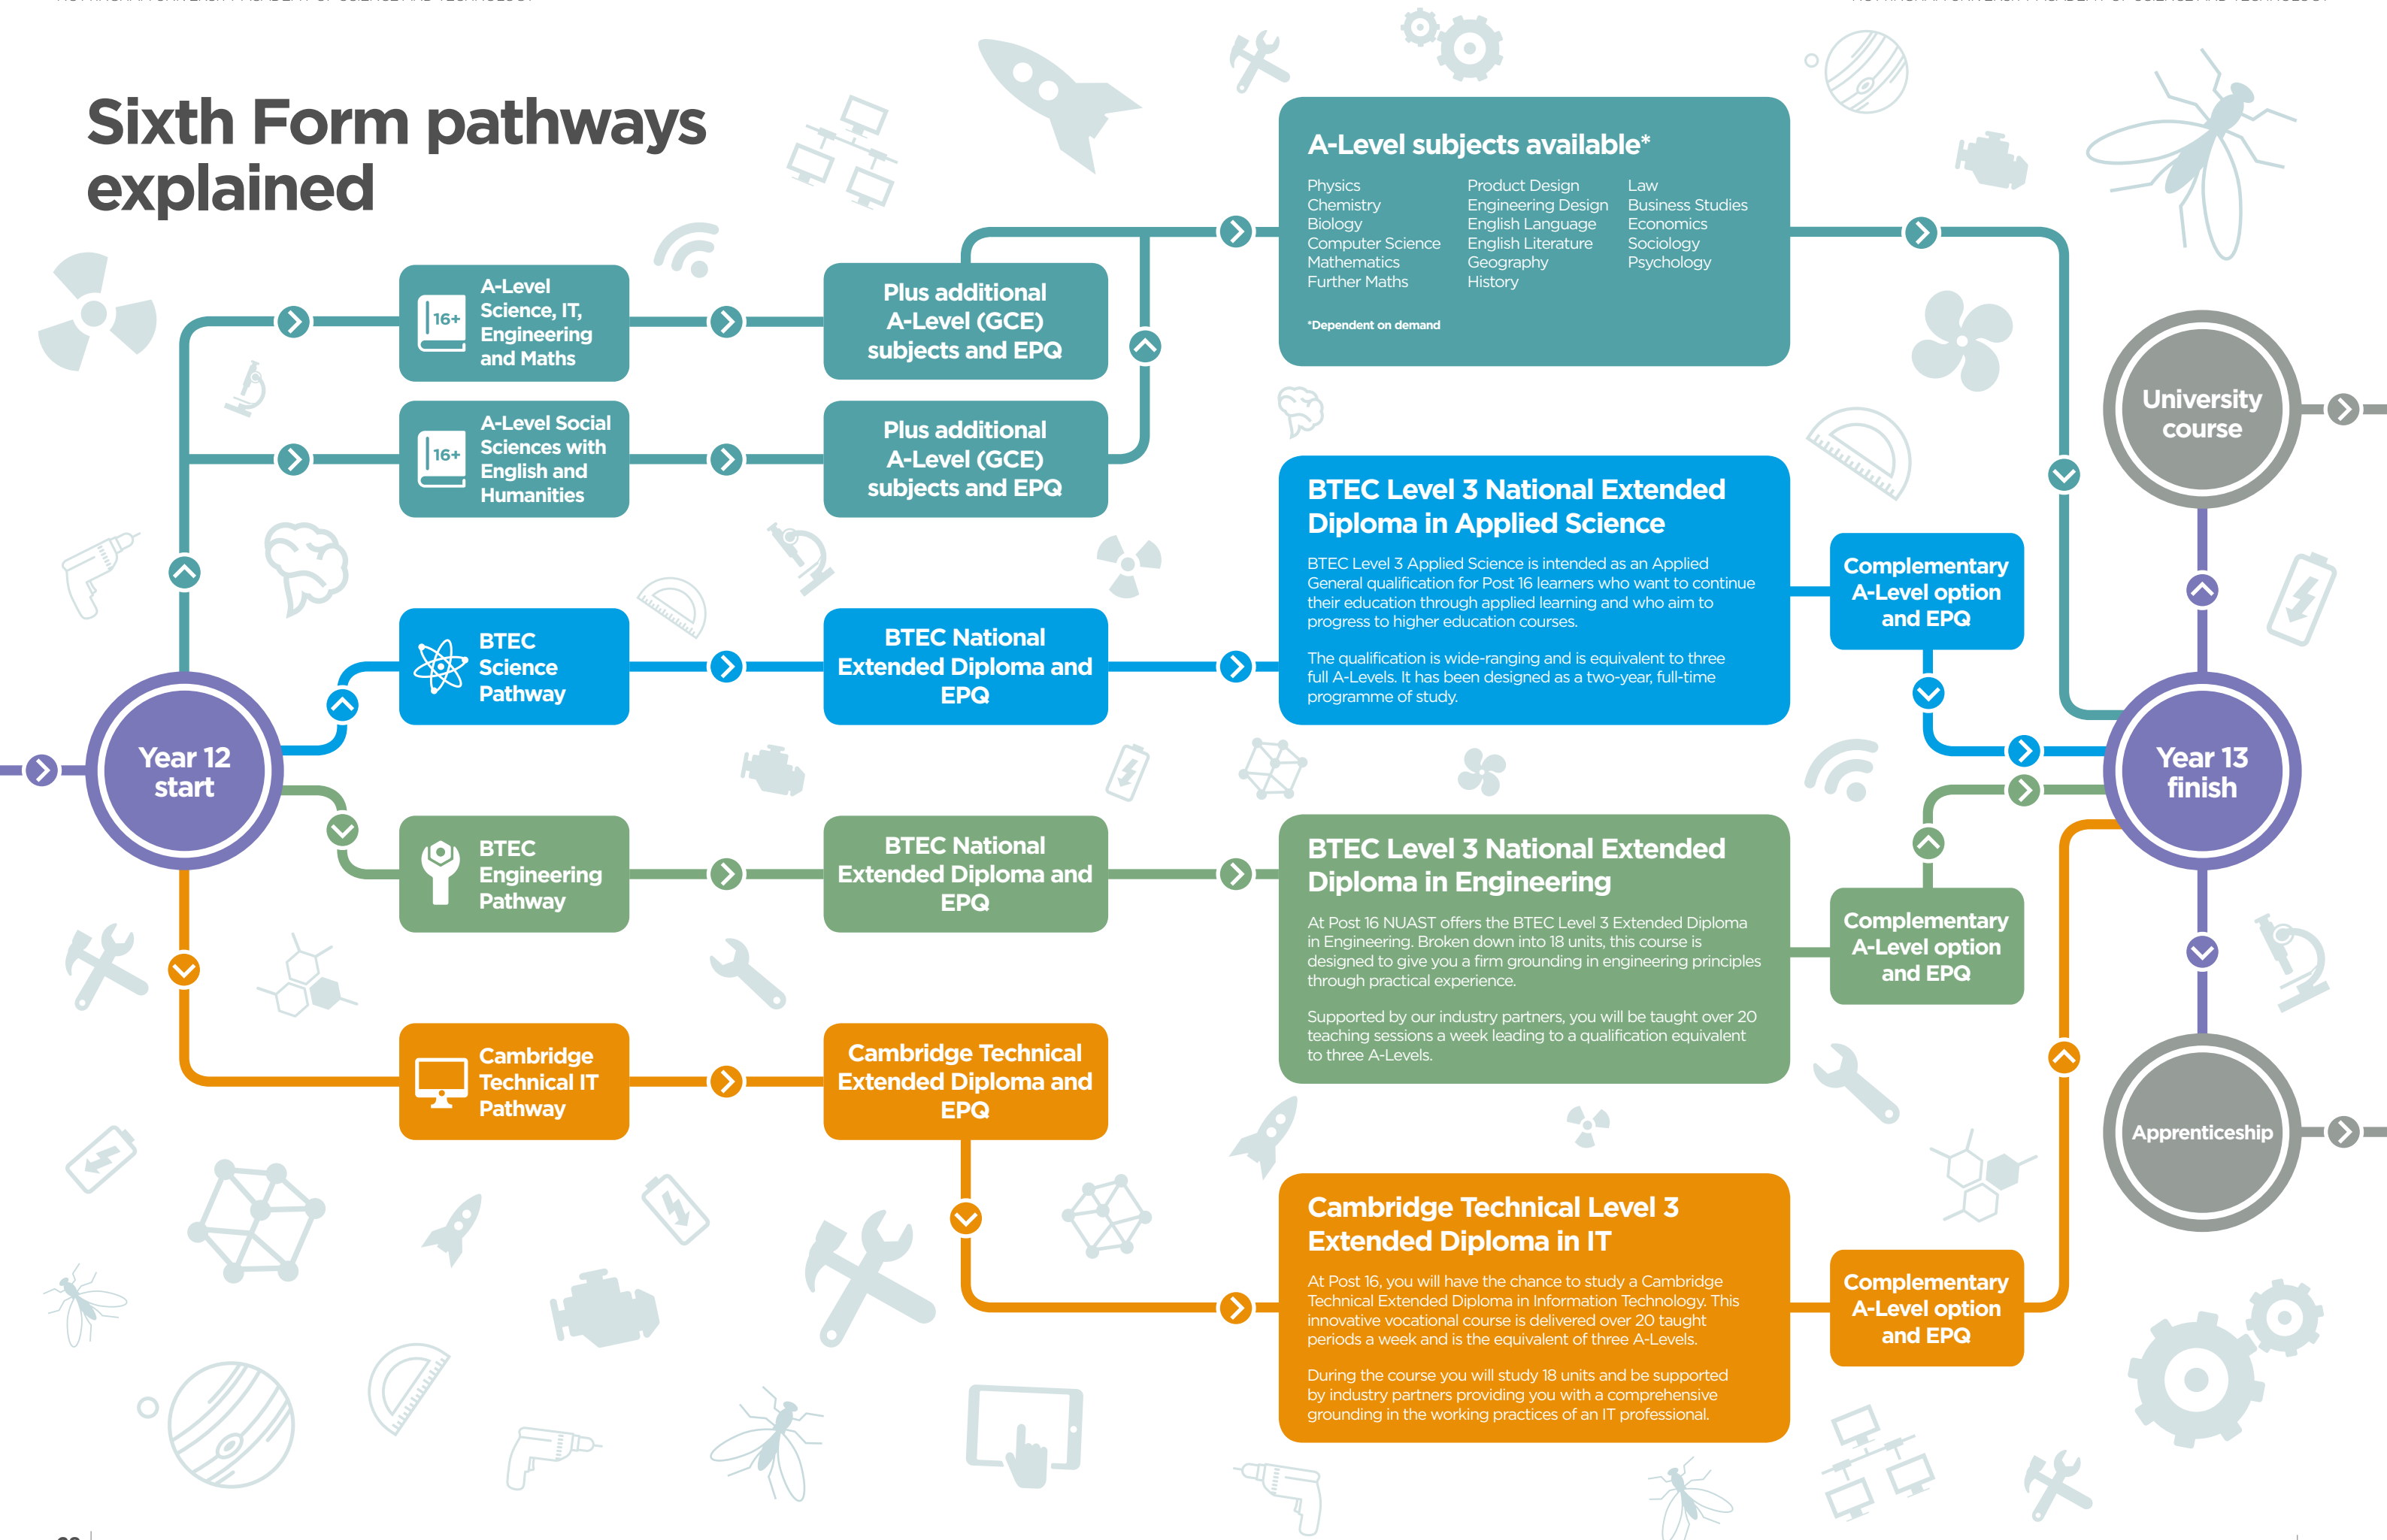 Sixth Form pathways
explained
A-Level
Science, IT,
Engineering
and Maths
16+
Plus additional
A-Level (GCE)
subjects and EPQ
A-Level Social
Sciences with
English and
Humanities
16+
Plus additional
A-Level (GCE)
subjects and EPQ
A-Level subjects available*
Physics
Chemistry
Biology
Computer Science
Mathematics
Further Maths
Product Design
Engineering Design
English Language
English Literature
Geography
History
Law
Business Studies
Economics
Sociology
Psychology
*Dependent on demand
Year 12
start
BTEC
Science
Pathway
BTEC National
Extended Diploma and
EPQ
BTEC Level 3 National Extended
Diploma in Applied Science
BTEC Level 3 Applied Science is intended as an Applied
General qualification for Post 16 learners who want to continue
their education through applied learning and who aim to
progress to higher education courses.
The qualification is wide-ranging and is equivalent to three
full A-Levels. It has been designed as a two-year, full-time
programme of study.
Complementary
A-Level option
and EPQ
BTEC
Engineering
Pathway
BTEC National
Extended Diploma and
EPQ
BTEC Level 3 National Extended
Diploma in Engineering
At Post 16 NUAST offers the BTEC Level 3 Extended Diploma
in Engineering. Broken down into 18 units, this course is
designed to give you a firm grounding in engineering principles
through practical experience.
Supported by our industry partners, you will be taught over 20
teaching sessions a week leading to a qualification equivalent
to three A-Levels.
Complementary
A-Level option
and EPQ
Cambridge
Technical IT
Pathway
Cambridge Technical
Extended Diploma and
EPQ
Cambridge Technical Level 3
Extended Diploma in IT
At Post 16, you will have the chance to study a Cambridge
Technical Extended Diploma in Information Technology. This
innovative vocational course is delivered over 20 taught
periods a week and is the equivalent of three A-Levels.
During the course you will study 18 units and be supported
by industry partners providing you with a comprehensive
grounding in the working practices of an IT professional.
Complementary
A-Level option
and EPQ
University
course
Year 13
finish
Apprenticeship